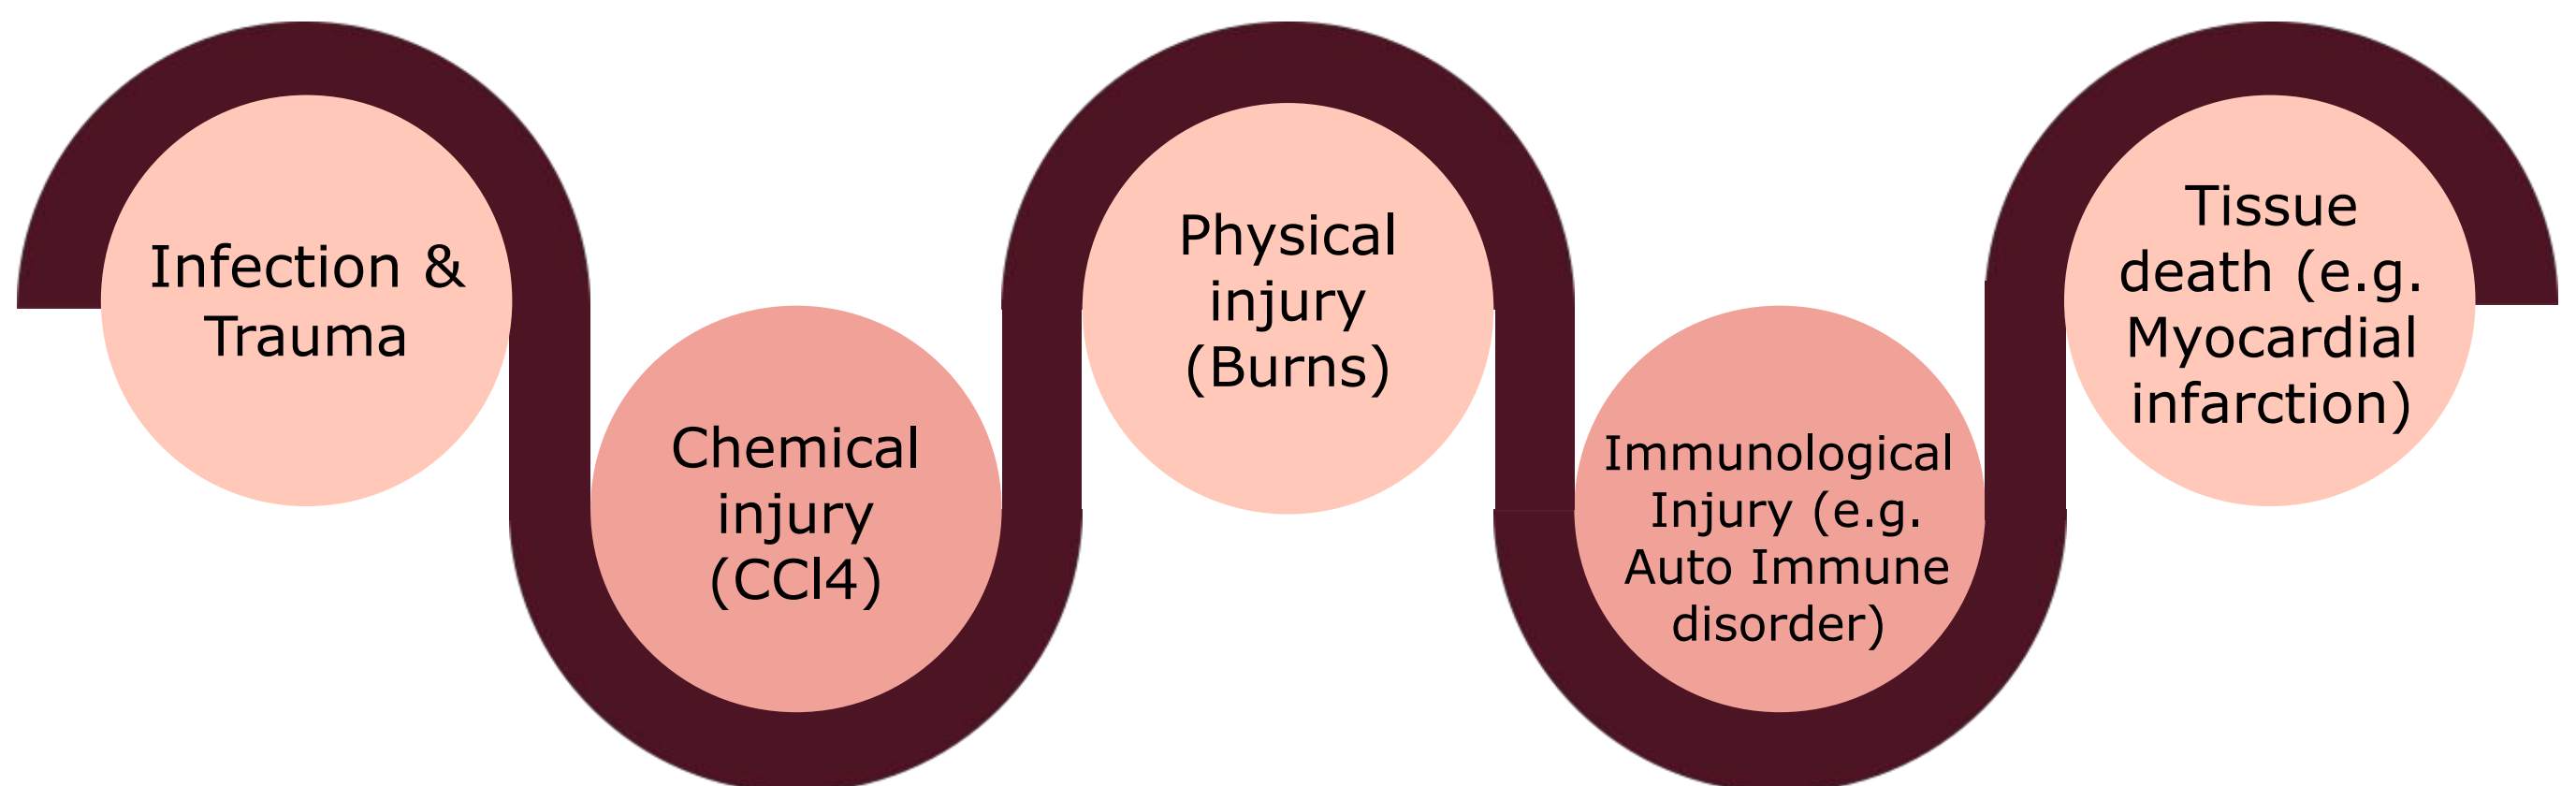 Infection &
Trauma
Chemical
injury
(CCl4)
Physical
injury
(Burns)
Immunological
Injury (e.g.
Auto Immune
disorder)
Tissue
death (e.g.
Myocardial
infarction)